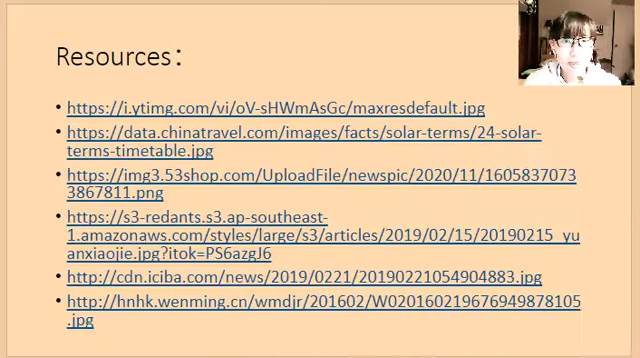 Resources：
• https://i.ytimg.com/vi/oV-sHWmAsGc/maxresdefault.jpg
• https://data.chinatravel.com/images/facts/solar-terms/24-solar-
terms-timetable.jpg
• https://img3.53shop.com/UploadFile/newspic/2020/11/1605837073
3867811.png
• https://s3-redants.s3.ap-southeast-
1.amazonaws.com/styles/large/s3/articles/2019/02/15/20190215_yu
anxiaojie.jpg?itok=PS6azgJ6
• http://cdn.iciba.com/news/2019/0221/20190221054904883.jpg
• http://hnhk.wenming.cn/wmdjr/201602/W020160219676949878105
.jpg